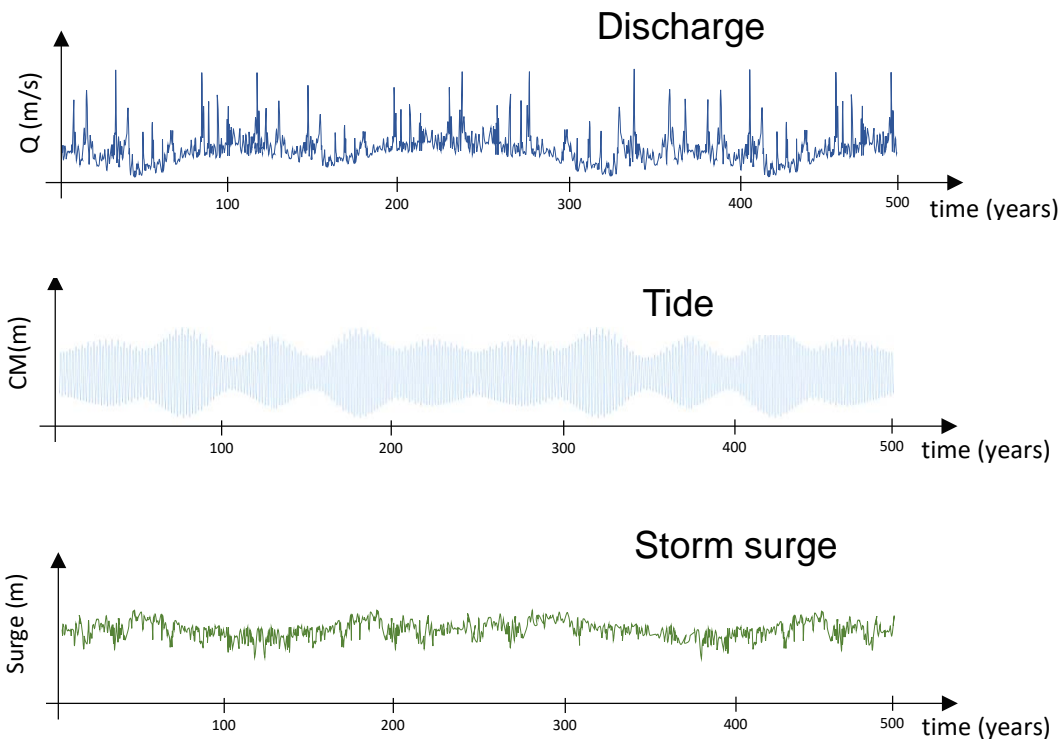 Discharge
Q (m/s)
100
200
300
400
500
time (years)
Tide
CM(m)
100
200
300
400
500
time (years)
Storm surge
Surge (m)
100
200
300
400
500
time (years)